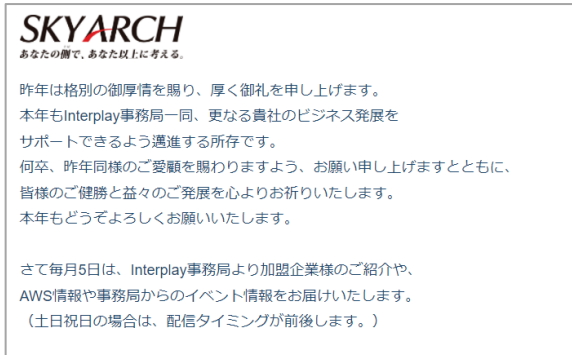 SKYARCH
あなたの側で、あなた以上に考える。
昨年は格別の御厚情を賜り、厚く御礼を申し上げます。
本年もInterplay事務局一同、更なる貴社のビジネス発展を
サポートできるよう邁進する所存です。
何卒、昨年同様のご愛顧を賜わりますよう、お願い申し上げますとともに、
皆様のご健勝と益々のご発展を心よりお祈りいたします。
本年もどうぞよろしくお願いいたします。
さて毎月5日は、Interplay事務局より加盟企業様のご紹介や、
AWS情報や事務局からのイベント情報をお届けいたします。
（土日祝日の場合は、配信タイミングが前後します。）